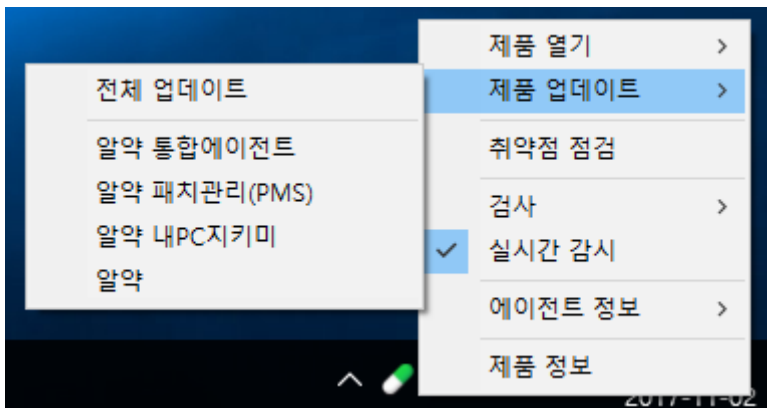 제품 열기
제품 업데이트
취약점 점검
검사
실시간 감시
에이전트 정보
제품 정보
전체 업데이트
알약 통합에이전트
알약 패치관리(PMS)
알약 내PC지키미
알약
2017-11-02